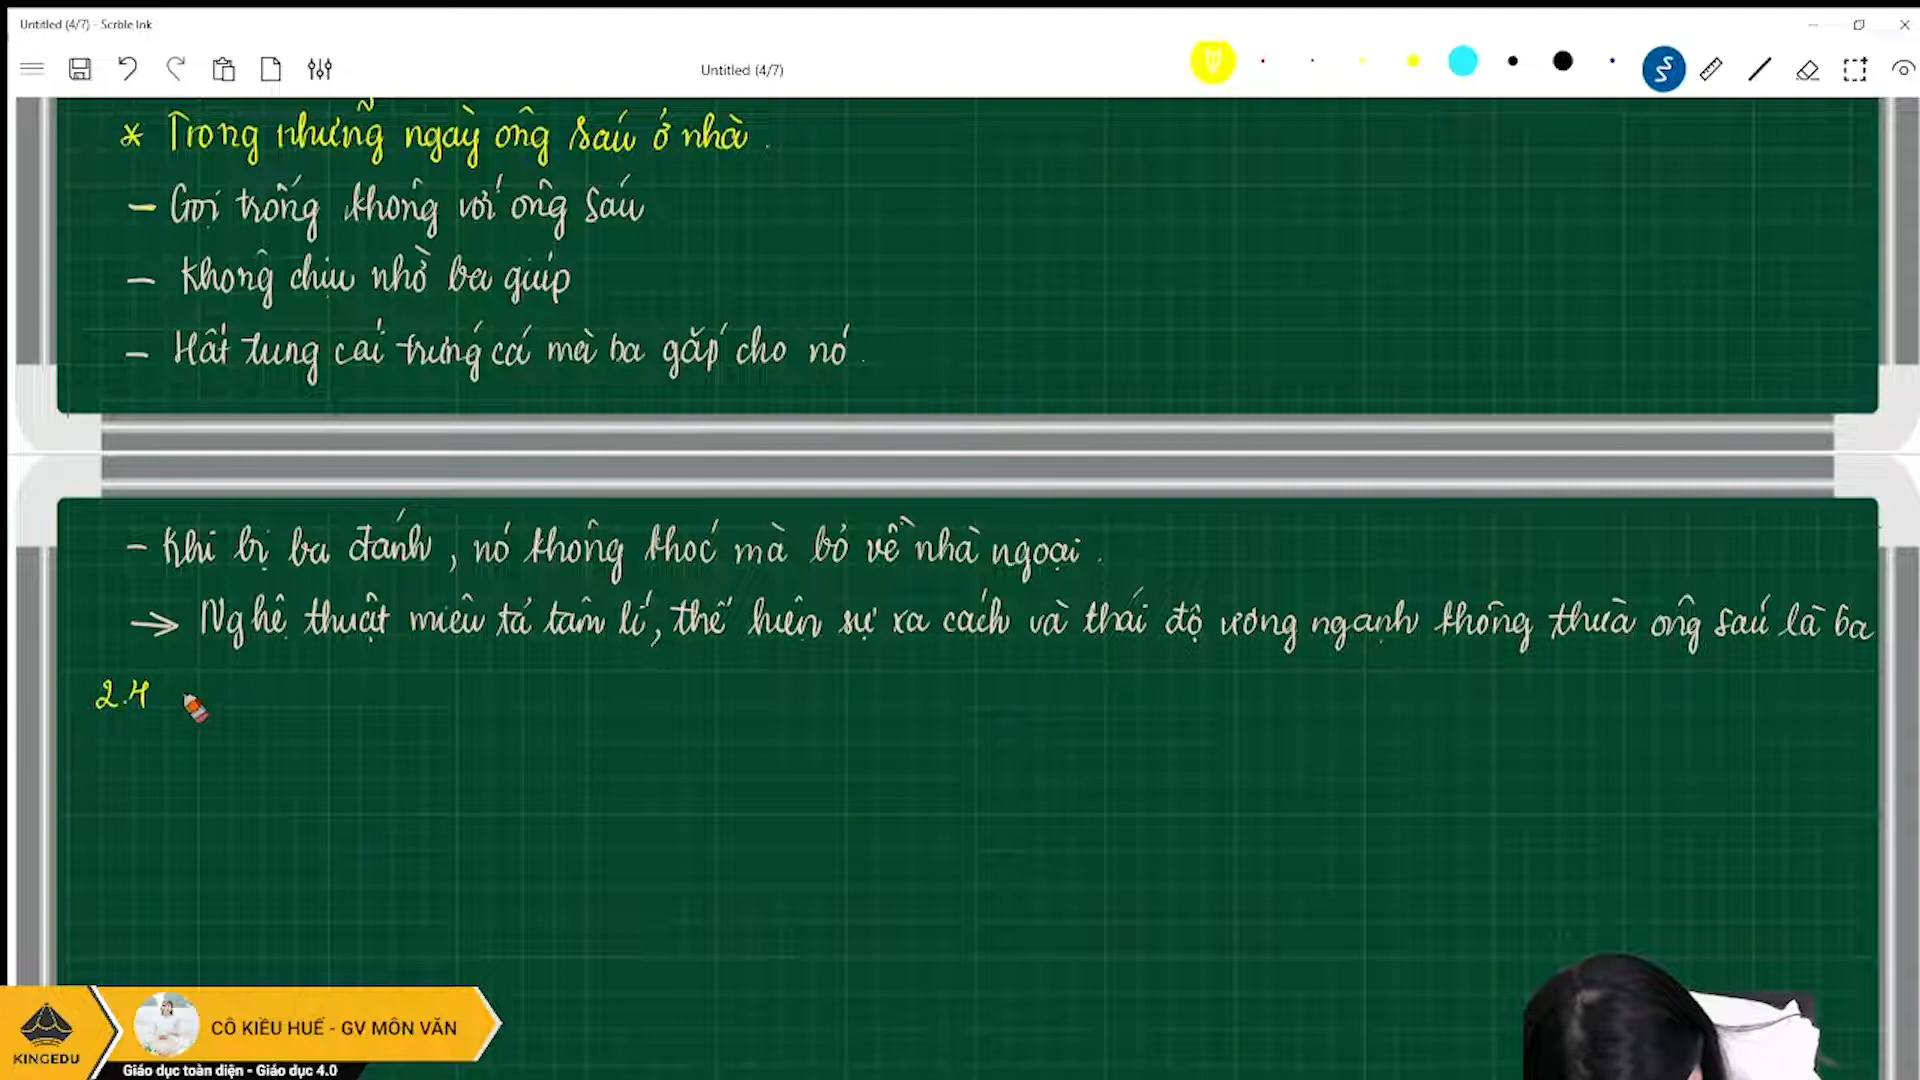 Untitled (4/7) - Scrble Ink
Untitled (4/7)
* Trong những ngày ông Sáu ở nhà.
- Gọi trống không với ông Sáu
- Không chịu nhờ ba giúp
- Hất tung cái trứng cá mà ba gắp cho nó.
- Khi bị ba đánh, nó không khóc mà bỏ về nhà ngoại.
→ Nghệ thuật miêu tả tâm lí, thể hiện sự xa cách và thái độ ương ngạnh không thừa ông Sáu là ba
2.4
CÔ KIỀU HUẾ - GV MÔN VĂN
KINGEDU
Giáo dục toàn diện - Giáo dục 4.0